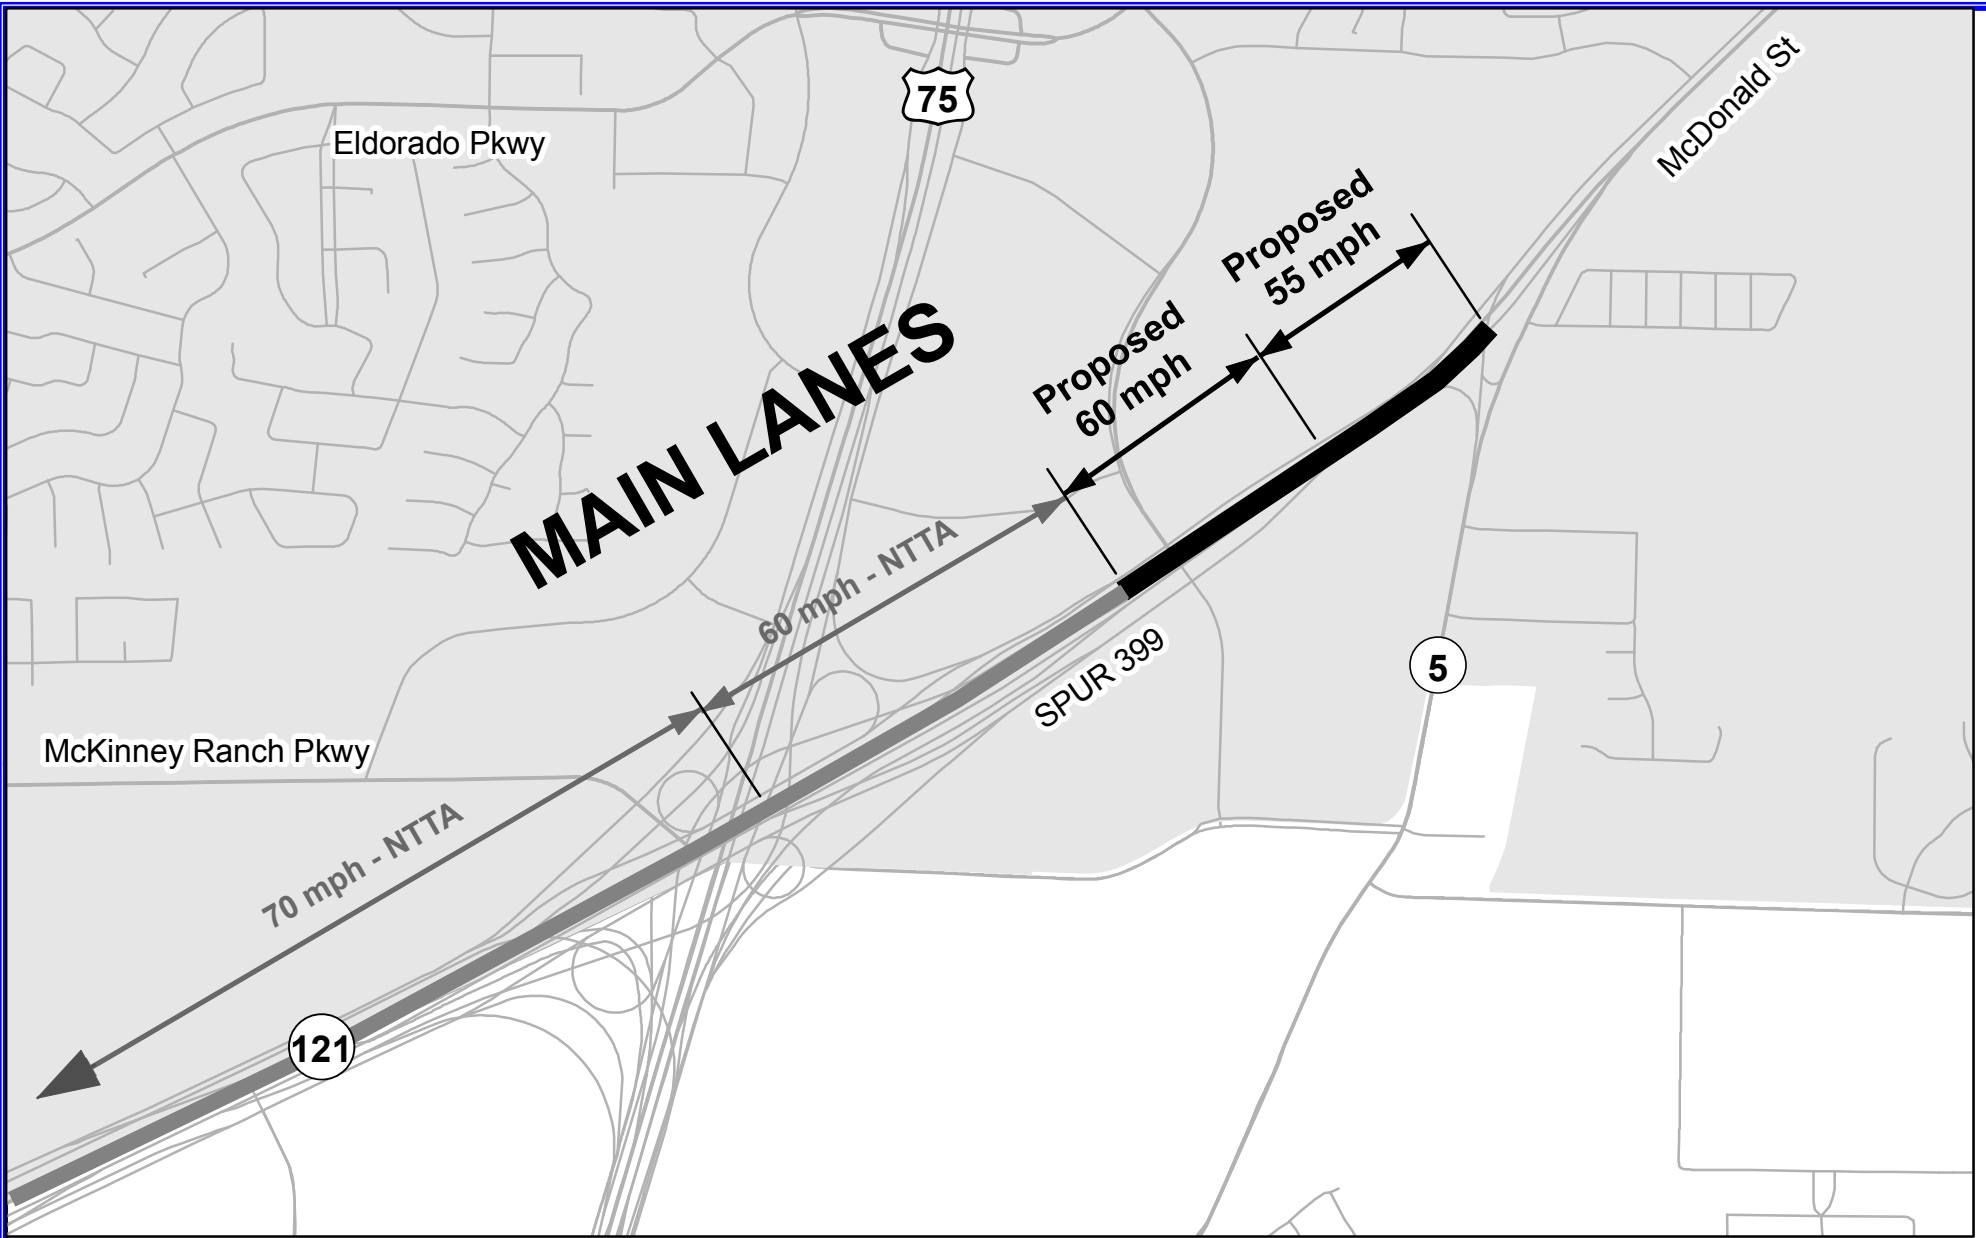 75
McDonald St
Eldorado Pkwy
Proposed
55 mph
Proposed
60 mph
MAIN LANES
60 mph - NTTA
SPUR 399
5
McKinney Ranch Pkwy
70 mph - NTTA
121